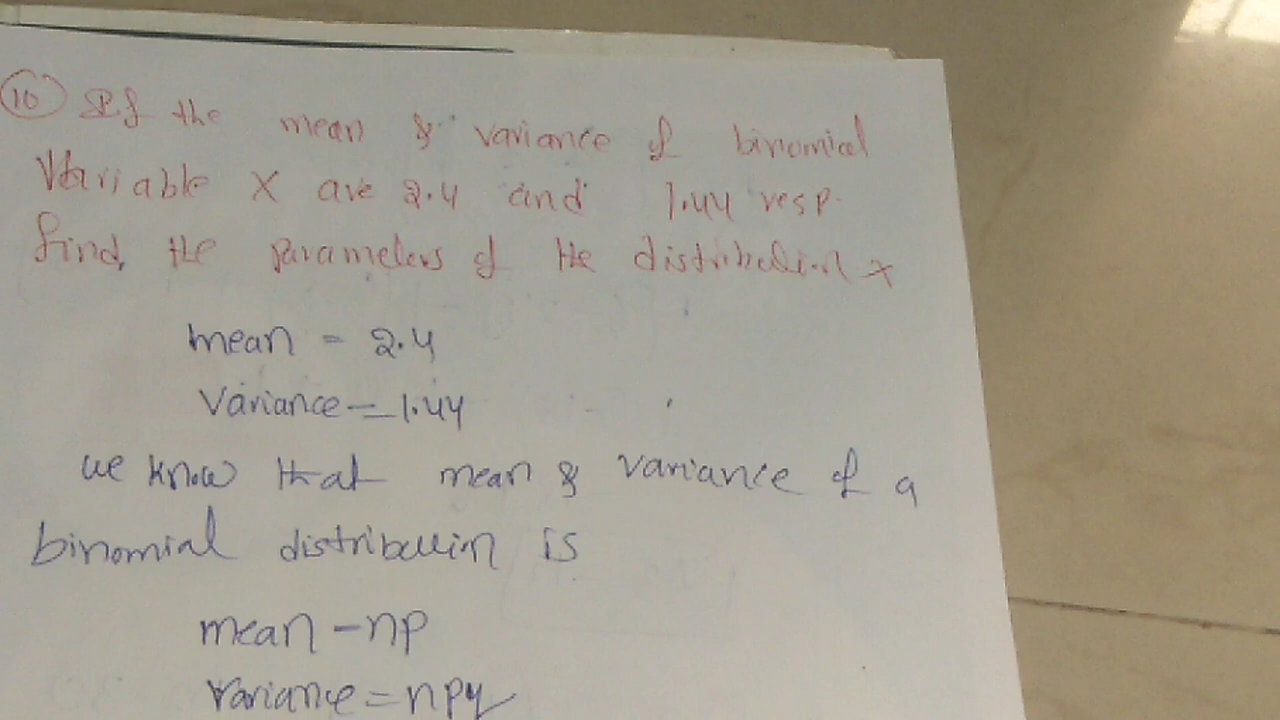 10 If the mean & variance of binomial
Variable X are 2.4 and 1.44 resp.
find, the parameters of the distribution x
mean = 2.4
Variance = 1.44
we know that mean & variance of a
binomial distribution is
mean - np
Variance = npq